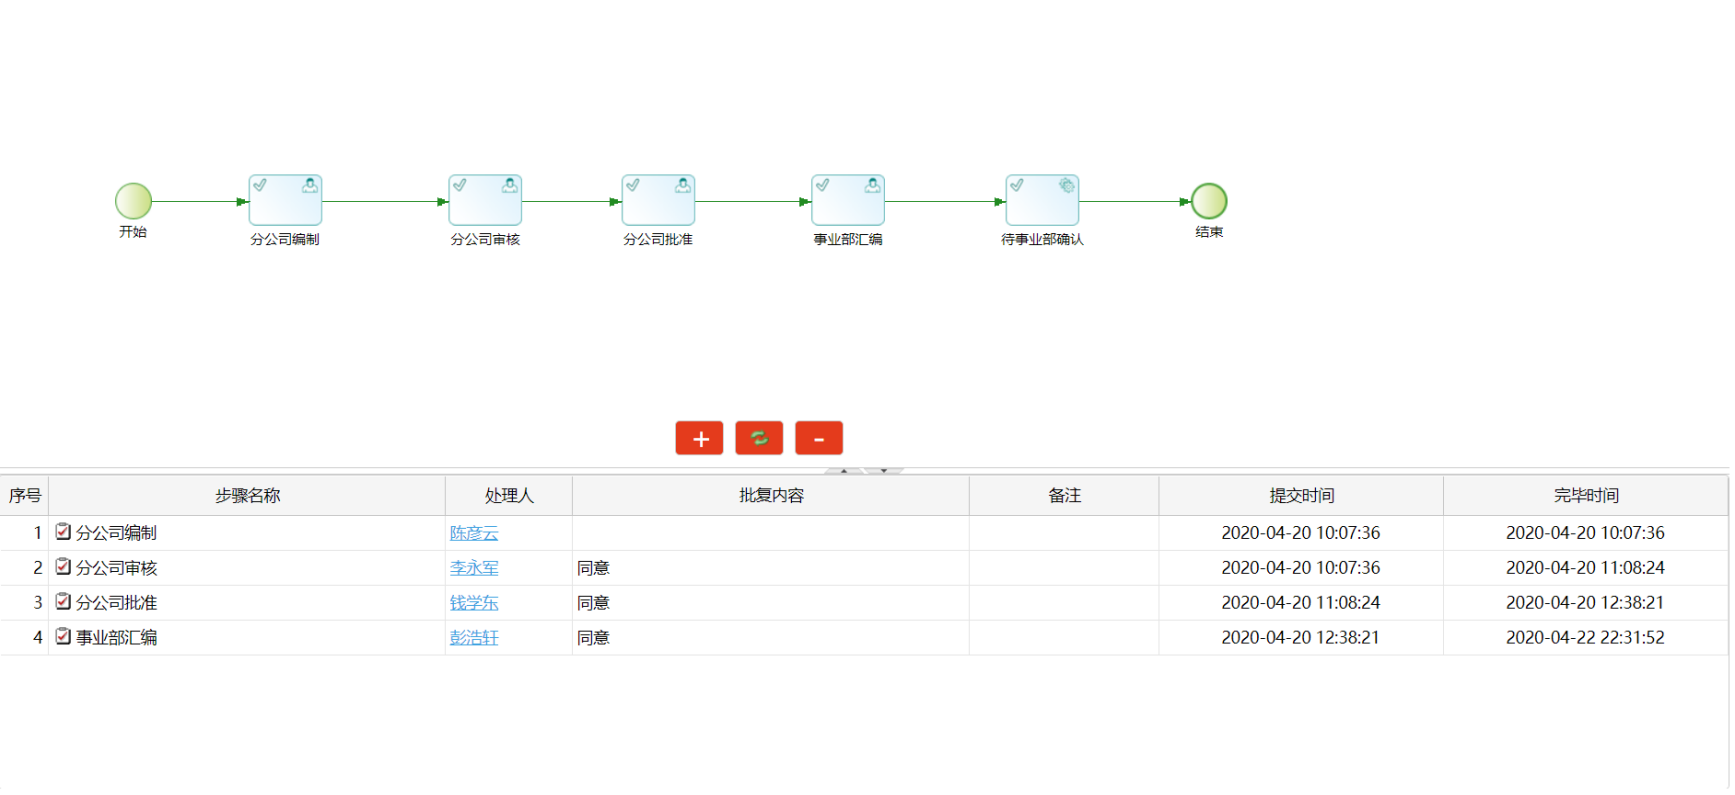 开始 分公司编制 分公司审核 分公司批准 事业部汇编 待事业部确认 结束
+ -
序号 步骤名称 处理人 批复内容 备注 提交时间 完毕时间
1 分公司编制 陈彦云 2020-04-20 10:07:36 2020-04-20 10:07:36
2 分公司审核 李永军 同意 2020-04-20 10:07:36 2020-04-20 11:08:24
3 分公司批准 钱学东 同意 2020-04-20 11:08:24 2020-04-20 12:38:21
4 事业部汇编 彭浩轩 同意 2020-04-20 12:38:21 2020-04-22 22:31:52